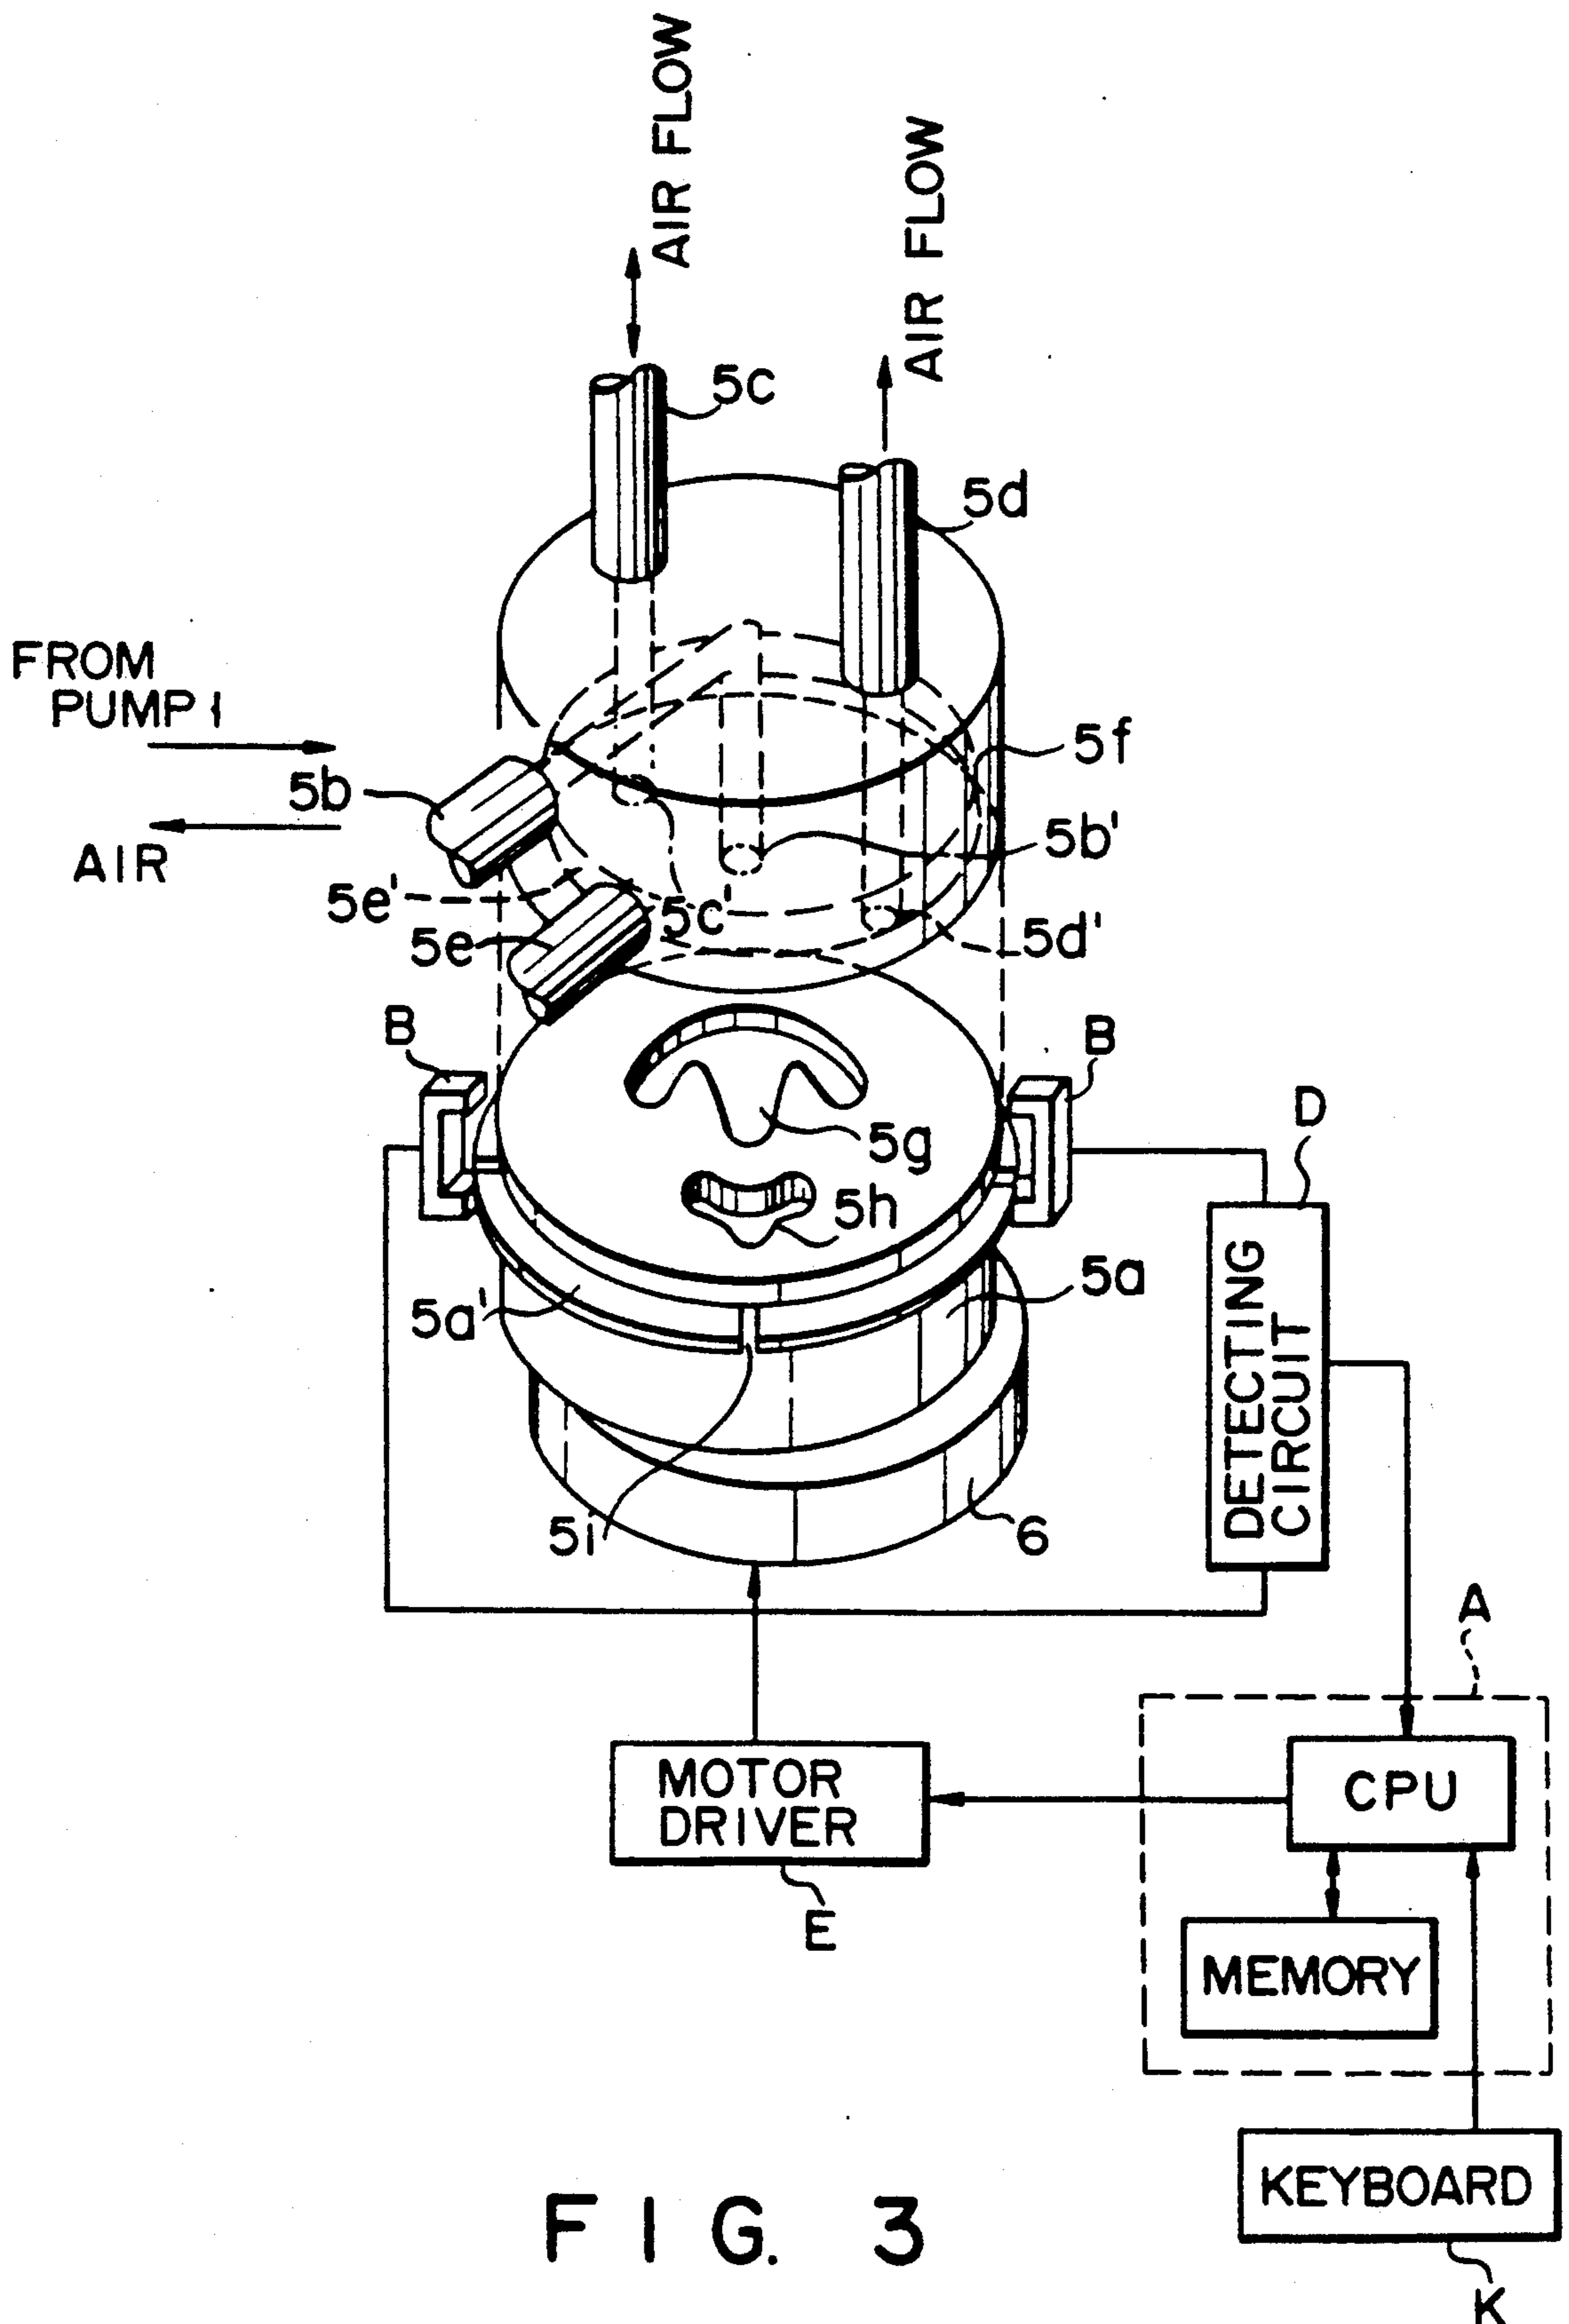 AIR FLOW
AIR FLOW
5c
5d
FROM
PUMP 1
5f
5b
AIR
5b'
5e'
5c'
5e
5d'
B
B
D
5g
5h
5a
5a'
DETECTING
CIRCUIT
5i
6
A
MOTOR
DRIVER
CPU
E
MEMORY
KEYBOARD
FIG. 3
K